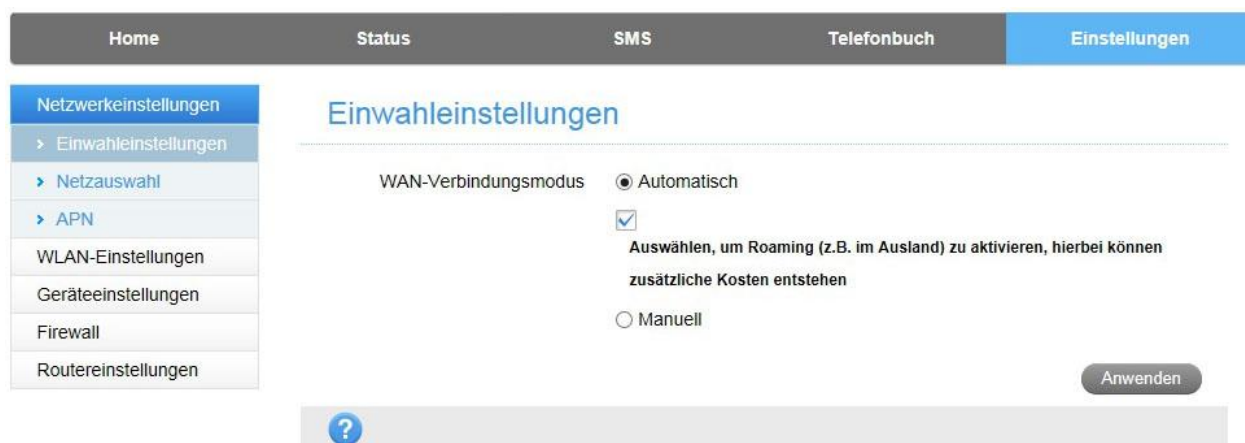 Home Status SMS Telefonbuch Einstellungen
Netzwerkeinstellungen
Einwahleinstellungen
Netzauswahl
APN
WLAN-Einstellungen
Geräteeinstellungen
Firewall
Routereinstellungen
Einwahleinstellungen
WAN-Verbindungsmodus Automatisch
Auswählen, um Roaming (z.B. im Ausland) zu aktivieren, hierbei können
zusätzliche Kosten entstehen
Manuell
Anwenden
?